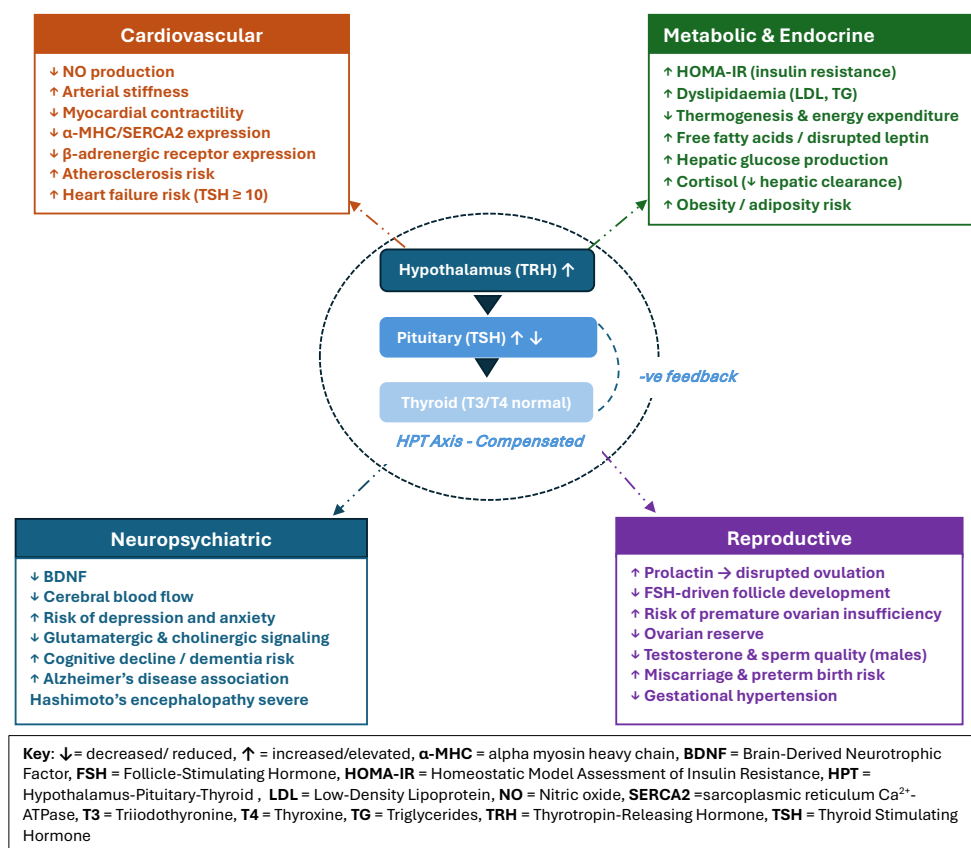 Cardiovascular
↓ NO production
↑ Arterial stiffness
↓ Myocardial contractility
↓ α-MHC/SERCA2 expression
↓ β-adrenergic receptor expression
↑ Atherosclerosis risk
↑ Heart failure risk (TSH ≥ 10)
Metabolic & Endocrine
↑ HOMA-IR (insulin resistance)
↑ Dyslipidaemia (LDL, TG)
↓ Thermogenesis & energy expenditure
↑ Free fatty acids / disrupted leptin
↑ Hepatic glucose production
↑ Cortisol (↓ hepatic clearance)
↑ Obesity / adiposity risk
Hypothalamus (TRH) ↑
Pituitary (TSH) ↑ ↓
Thyroid (T3/T4 normal)
-ve feedback
HPT Axis - Compensated
Neuropsychiatric
↓ BDNF
↓ Cerebral blood flow
↑ Risk of depression and anxiety
↓ Glutamatergic & cholinergic signaling
↑ Cognitive decline / dementia risk
↑ Alzheimer's disease association
Hashimoto's encephalopathy severe
Reproductive
↑ Prolactin → disrupted ovulation
↓ FSH-driven follicle development
↑ Risk of premature ovarian insufficiency
↓ Ovarian reserve
↓ Testosterone & sperm quality (males)
↑ Miscarriage & preterm birth risk
↓ Gestational hypertension
Key: ↓= decreased/ reduced, ↑ = increased/elevated, α-MHC = alpha myosin heavy chain, BDNF = Brain-Derived Neurotrophic
Factor, FSH = Follicle-Stimulating Hormone, HOMA-IR = Homeostatic Model Assessment of Insulin Resistance, HPT =
Hypothalamus-Pituitary-Thyroid , LDL = Low-Density Lipoprotein, NO = Nitric oxide, SERCA2 =sarcoplasmic reticulum Ca²⁺-
ATPase, T3 = Triiodothyronine, T4 = Thyroxine, TG = Triglycerides, TRH = Thyrotropin-Releasing Hormone, TSH = Thyroid Stimulating
Hormone